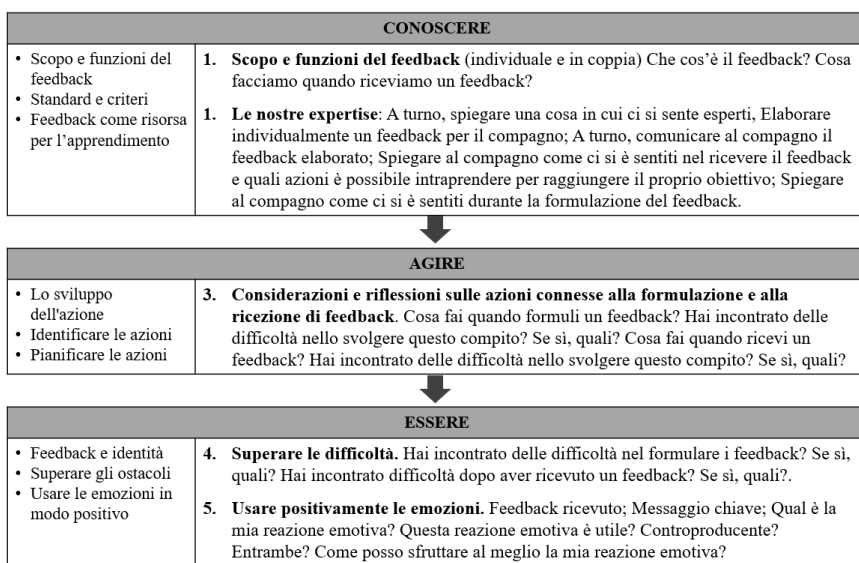 CONOSCERE
• Scopo e funzioni del
feedback
• Standard e criteri
• Feedback come risorsa
per l'apprendimento
1. Scopo e funzioni del feedback (individuale e in coppia) Che cos'è il feedback? Cosa
facciamo quando riceviamo un feedback?
1. Le nostre expertise: A turno, spiegare una cosa in cui ci si sente esperti, Elaborare
individualmente un feedback per il compagno; A turno, comunicare al compagno il
feedback elaborato; Spiegare al compagno come ci si è sentiti nel ricevere il feedback
e quali azioni è possibile intraprendere per raggiungere il proprio obiettivo; Spiegare
al compagno come ci si è sentiti durante la formulazione del feedback.
AGIRE
• Lo sviluppo
dell'azione
• Identificare le azioni
• Pianificare le azioni
3. Considerazioni e riflessioni sulle azioni connesse alla formulazione e alla
ricezione di feedback. Cosa fai quando formuli un feedback? Hai incontrato delle
difficoltà nello svolgere questo compito? Se sì, quali? Cosa fai quando ricevi un
feedback? Hai incontrato delle difficoltà nello svolgere questo compito? Se sì, quali?
ESSERE
• Feedback e identità
• Superare gli ostacoli
• Usare le emozioni in
modo positivo
4. Superare le difficoltà. Hai incontrato delle difficoltà nel formulare i feedback? Se sì,
quali? Hai incontrato difficoltà dopo aver ricevuto un feedback? Se sì, quali?.
5. Usare positivamente le emozioni. Feedback ricevuto; Messaggio chiave; Qual è la
mia reazione emotiva? Questa reazione emotiva è utile? Controproducente?
Entrambe? Come posso sfruttare al meglio la mia reazione emotiva?